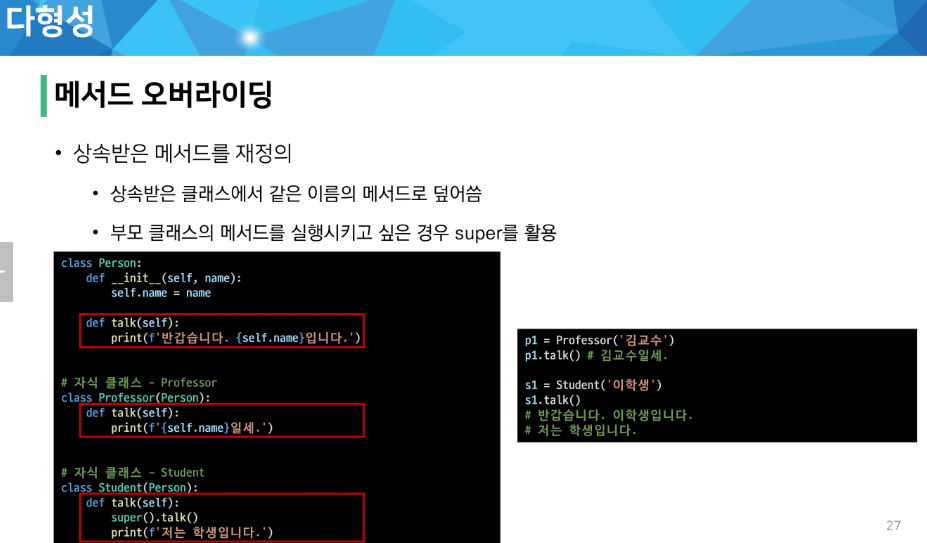 다형성
메서드 오버라이딩
• 상속받은 메서드를 재정의
• 상속받은 클래스에서 같은 이름의 메서드로 덮어씀
• 부모 클래스의 메서드를 실행시키고 싶은 경우 super를 활용
class Person:
    def __init__(self, name):
        self.name = name
    def talk(self):
        print(f'반갑습니다. {self.name}입니다.')
# 자식 클래스 - Professor
class Professor(Person):
    def talk(self):
        print(f'{self.name}일세.')
# 자식 클래스 - Student
class Student(Person):
    def talk(self):
        super().talk()
        print(f'저는 학생입니다.')
p1 = Professor('김교수')
p1.talk() # 김교수일세.
s1 = Student('이학생')
s1.talk()
# 반갑습니다. 이학생입니다.
# 저는 학생입니다.
27